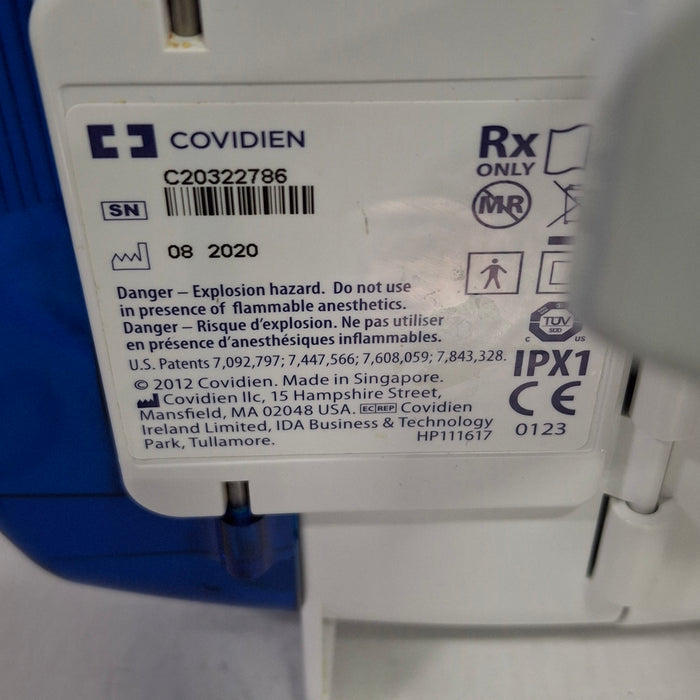 COVIDIEN
C20322786
SN
08 2020
Danger – Explosion hazard. Do not use
in presence of flammable anesthetics.
Danger – Risque d'explosion. Ne pas utiliser
en présence d'anesthésiques inflammables.
U.S. Patents 7,092,797; 7,447,566; 7,608,059; 7,843,328.
© 2012 Covidien. Made in Singapore.
Covidien llc, 15 Hampshire Street,
Mansfield, MA 02048 USA. EC REP Covidien
Ireland Limited, IDA Business & Technology
Park, Tullamore.
HP111617
Rx
ONLY
MR
TÜV
SÜD
C US
IPX1
CE
0123